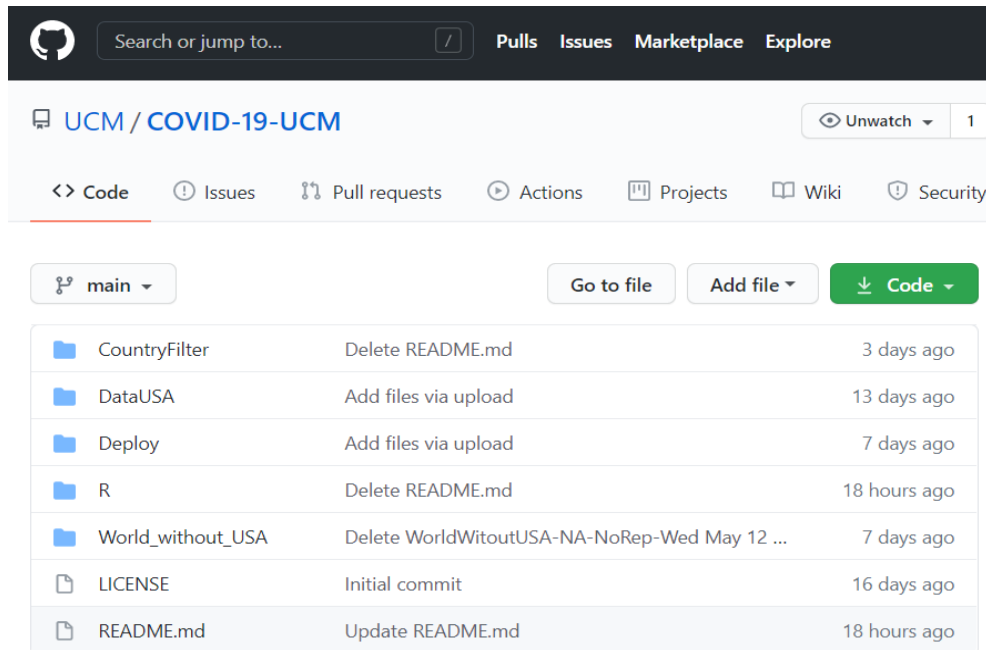 Search or jump to... / Pulls Issues Marketplace Explore
UCM / COVID-19-UCM Unwatch 1
Code Issues Pull requests Actions Projects Wiki Security
main Go to file Add file Code
CountryFilter Delete README.md 3 days ago
DataUSA Add files via upload 13 days ago
Deploy Add files via upload 7 days ago
R Delete README.md 18 hours ago
World_without_USA Delete WorldWitoutUSA-NA-NoRep-Wed May 12 ... 7 days ago
LICENSE Initial commit 16 days ago
README.md Update README.md 18 hours ago